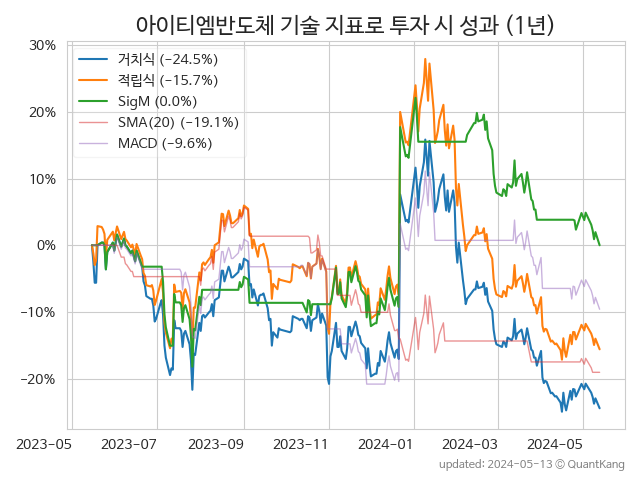 아이티엠반도체 기술 지표로 투자 시 성과 (1년)
30%
20%
10%
0%
−10%
−20%
거치식 (−24.5%)
적립식 (−15.7%)
SigM (0.0%)
SMA(20) (−19.1%)
MACD (−9.6%)
2023-05
2023-07
2023-09
2023-11
2024-01
2024-03
2024-05
updated: 2024-05-13 ⓒ QuantKang